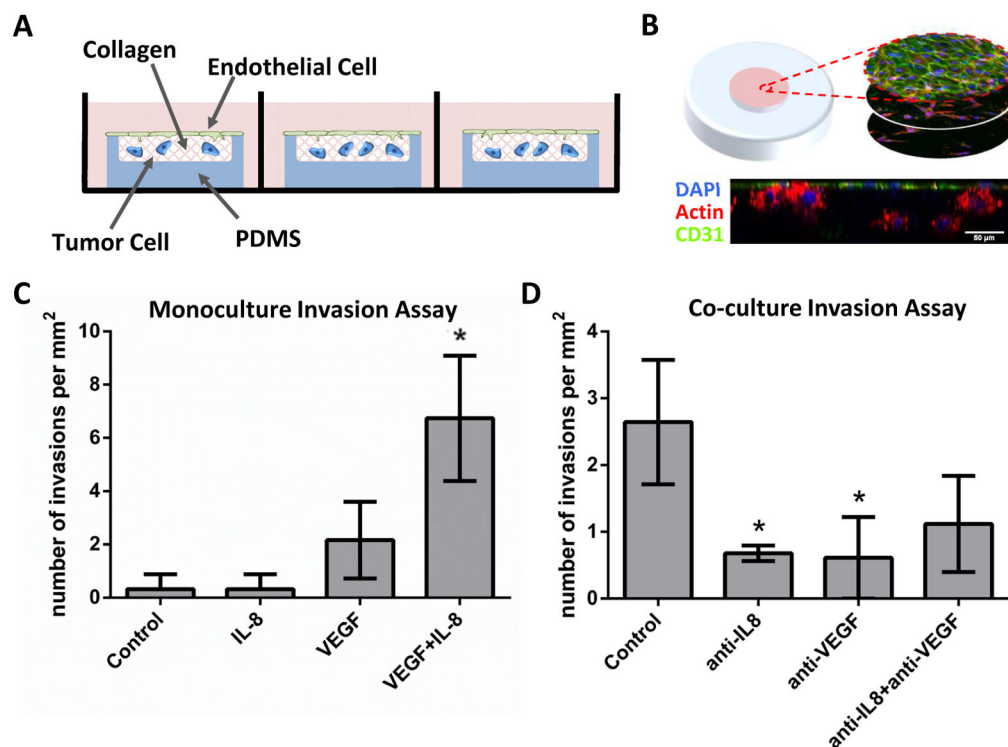 A
Collagen
Endothelial Cell
Tumor Cell
PDMS
B
DAPI
Actin
CD31
50 µm
C
Monoculture Invasion Assay
number of invasions per mm²
10
8
6
4
2
0
*
Control
IL-8
VEGF
VEGF+IL-8
D
Co-culture Invasion Assay
number of invasions per mm²
4
3
2
1
0
*
*
Control
anti-IL8
anti-VEGF
anti-IL8+anti-VEGF